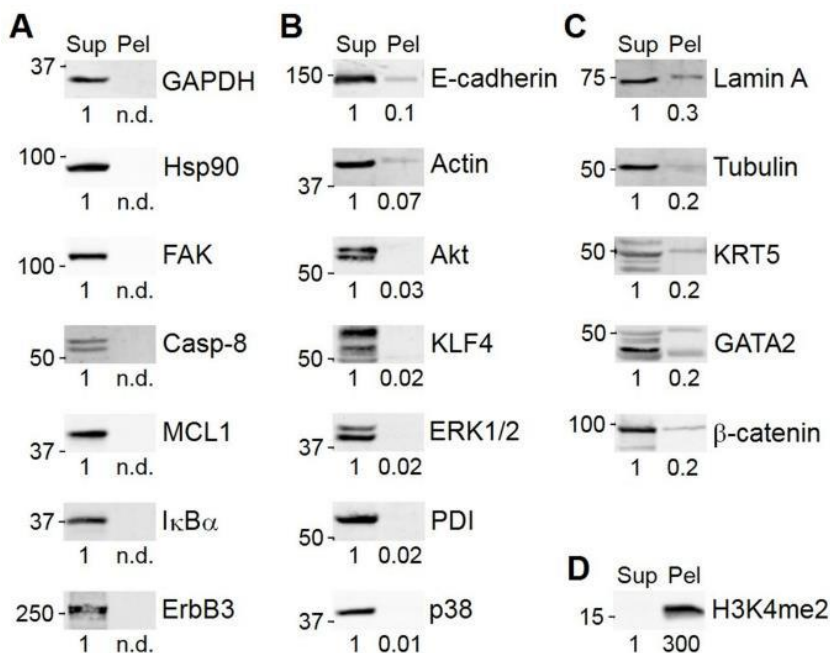 A
Sup Pel
37
GAPDH
1 n.d.
100
Hsp90
1 n.d.
100
FAK
1 n.d.
50
Casp-8
1 n.d.
37
MCL1
1 n.d.
37
IκBα
1 n.d.
250
ErbB3
1 n.d.
B
Sup Pel
150
E-cadherin
1 0.1
37
Actin
1 0.07
50
Akt
1 0.03
50
KLF4
1 0.02
37
ERK1/2
1 0.02
50
PDI
1 0.02
37
p38
1 0.01
C
Sup Pel
75
Lamin A
1 0.3
50
Tubulin
1 0.2
50
KRT5
1 0.2
50
GATA2
1 0.2
100
β-catenin
1 0.2
D
Sup Pel
15
H3K4me2
1 300